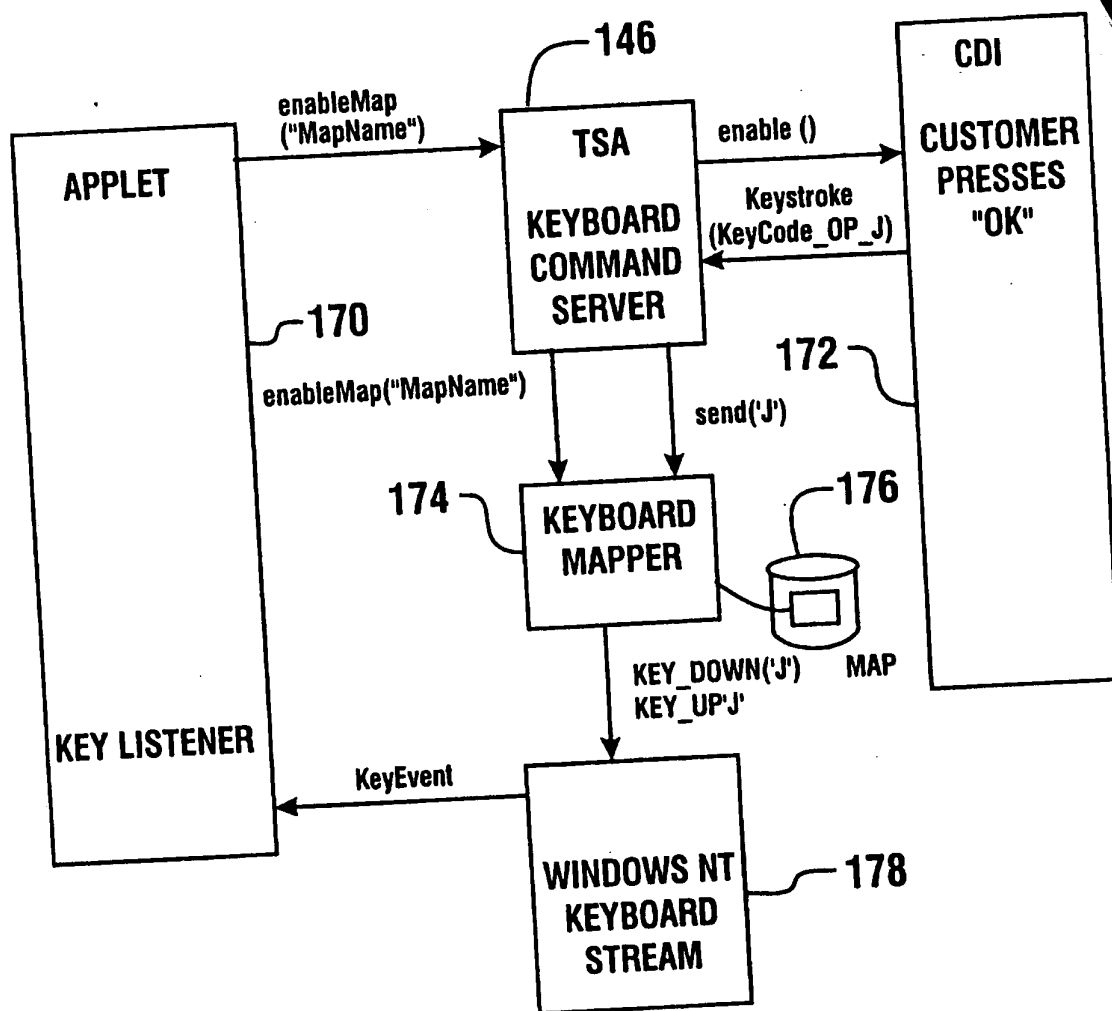 146
CDI
enableMap
("MapName")
TSA
enable ()
CUSTOMER
PRESSES
"OK"
APPLET
KEYBOARD
COMMAND
SERVER
Keystroke
(KeyCode_OP_J)
170
172
enableMap("MapName")
send('J')
174
KEYBOARD
MAPPER
176
KEY_DOWN('J')
KEY_UP'J'
MAP
KEY LISTENER
KeyEvent
WINDOWS NT
KEYBOARD
STREAM
178